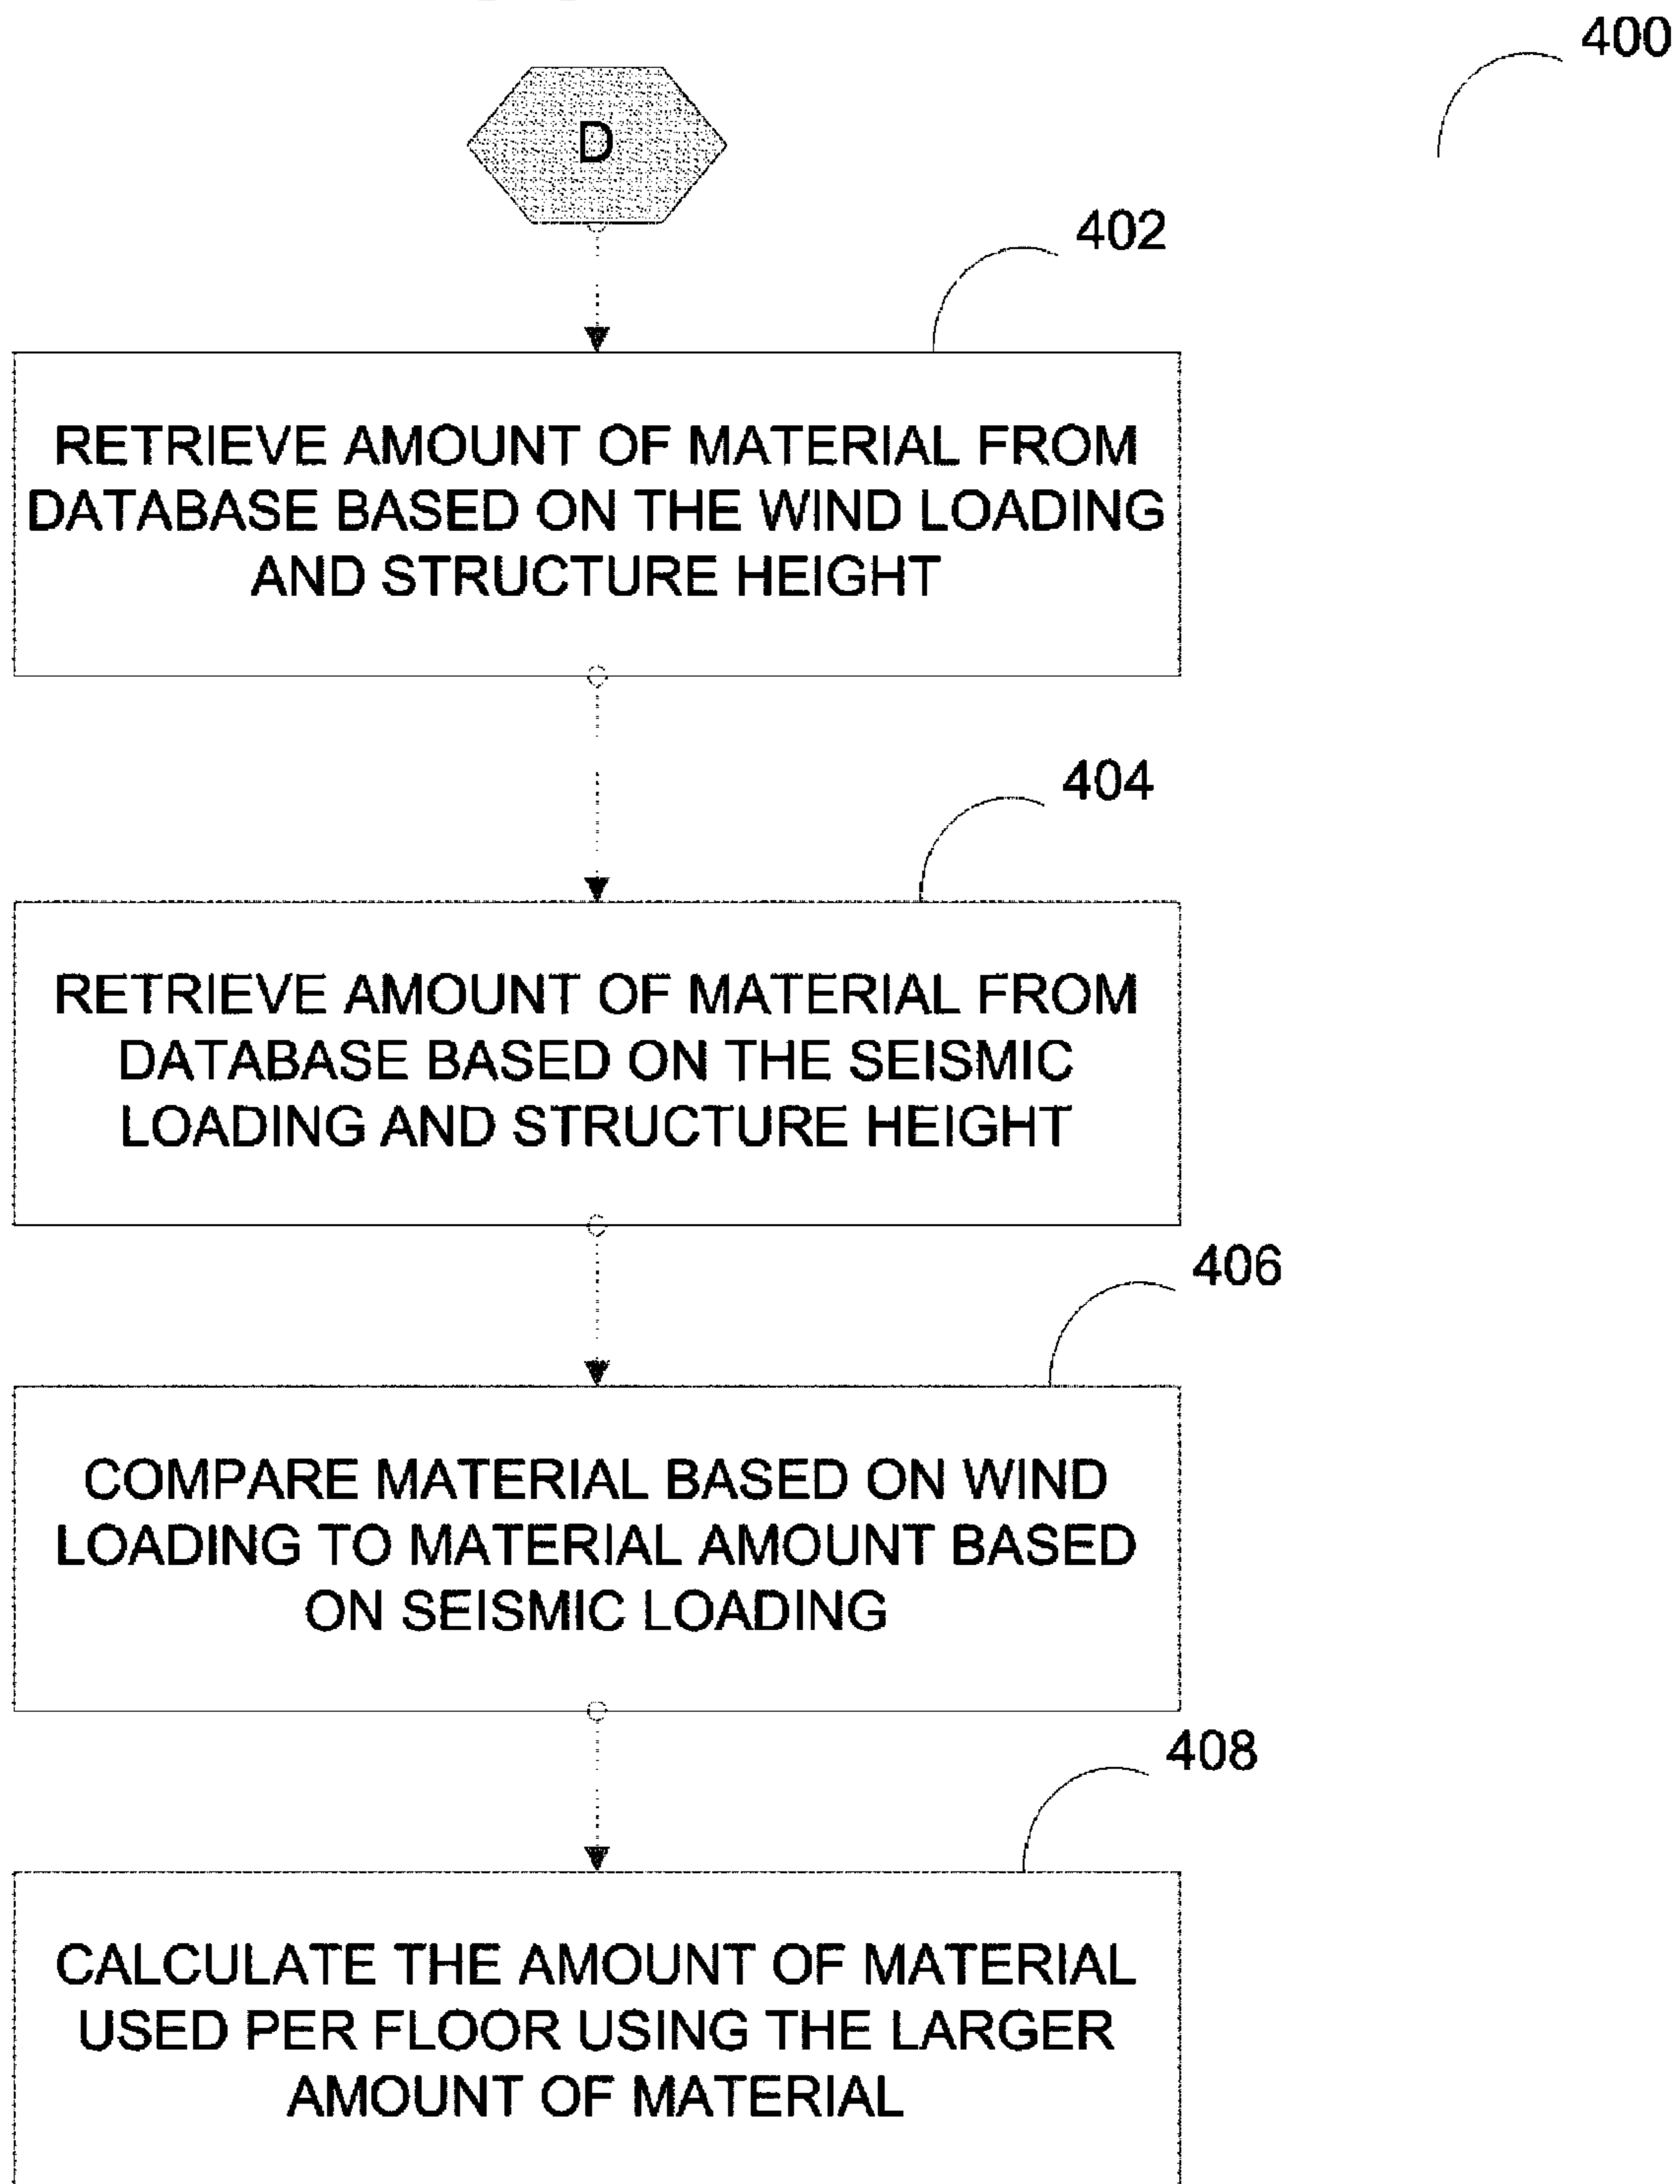 400
D
402
RETRIEVE AMOUNT OF MATERIAL FROM
DATABASE BASED ON THE WIND LOADING
AND STRUCTURE HEIGHT
404
RETRIEVE AMOUNT OF MATERIAL FROM
DATABASE BASED ON THE SEISMIC
LOADING AND STRUCTURE HEIGHT
406
COMPARE MATERIAL BASED ON WIND
LOADING TO MATERIAL AMOUNT BASED
ON SEISMIC LOADING
408
CALCULATE THE AMOUNT OF MATERIAL
USED PER FLOOR USING THE LARGER
AMOUNT OF MATERIAL